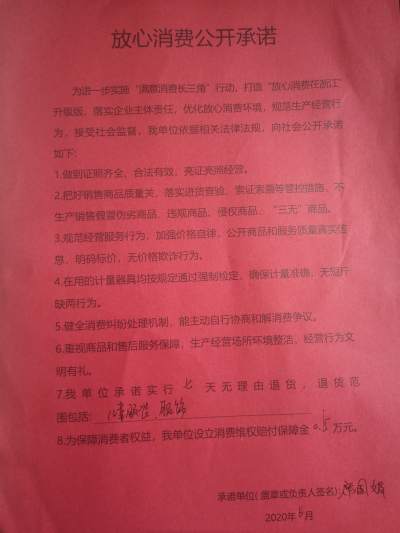 放心消费公开承诺
为进一步实施“满意消费长三角”行动，打造“放心消费在浙江”
升级版，落实企业主体责任，优化放心消费环境，规范生产经营行
为，接受社会监督，我单位依据相关法律法规，向社会公开承诺
如下：
1.做到证照齐全、合法有效，亮证亮照经营。
2.把好销售商品质量关，落实进货查验、索证索票等管控措施，不
生产销售假冒伪劣商品、违规商品、侵权商品、“三无”商品。
3.规范经营服务行为，加强价格自律，公开商品和服务质量真实信
息，明码标价，无价格欺诈行为。
4.在用的计量器具均按规定通过强制检定，确保计量准确，无短斤
缺两行为。
5.健全消费纠纷处理机制，能主动自行协商和解消费争议。
6.重视商品和售后服务保障，生产经营场所环境整洁，经营行为文
明有礼。
7.我单位承诺实行七天无理由退货，退货范
围包括：服饰
8.为保障消费者权益，我单位设立消费维权赔付保障金0.5万元。
承诺单位（盖章或负责人签名）：
2020年6月